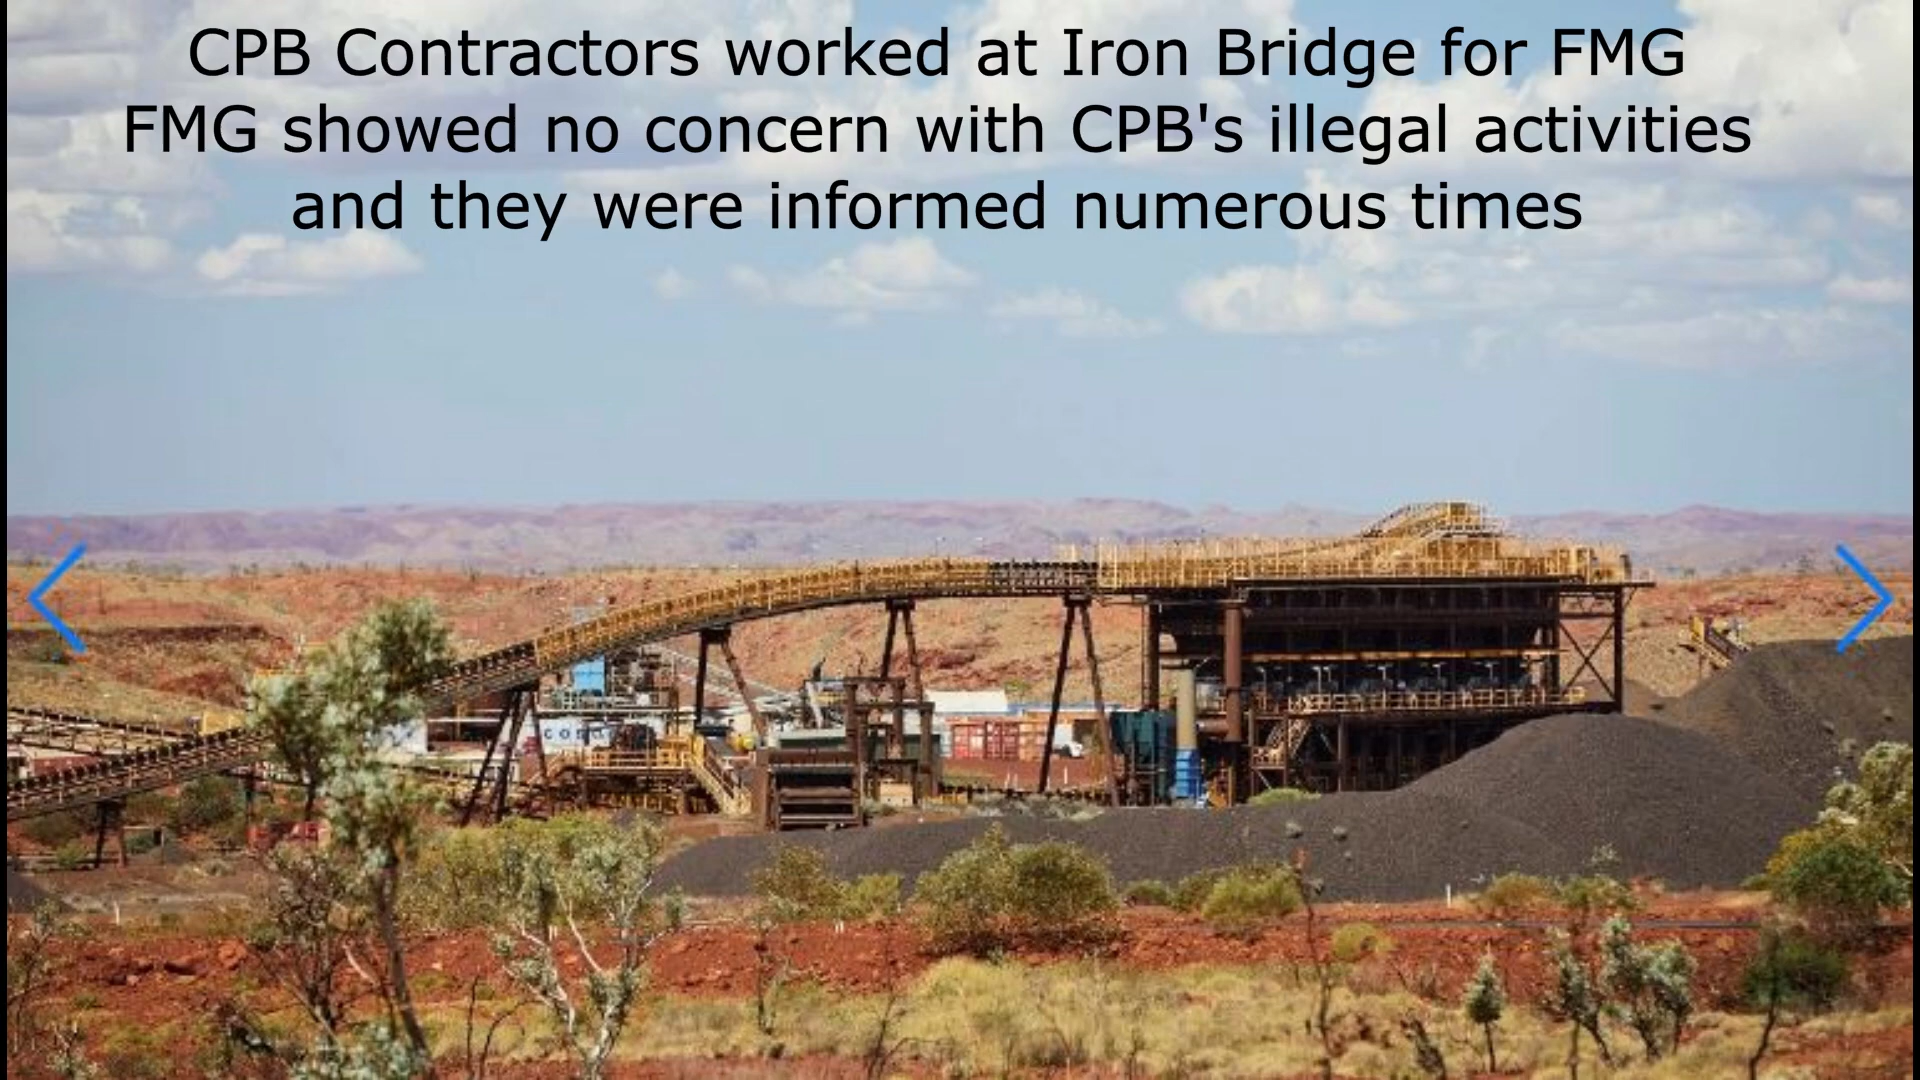 CPB Contractors worked at Iron Bridge for FMG
FMG showed no concern with CPB's illegal activities
and they were informed numerous times